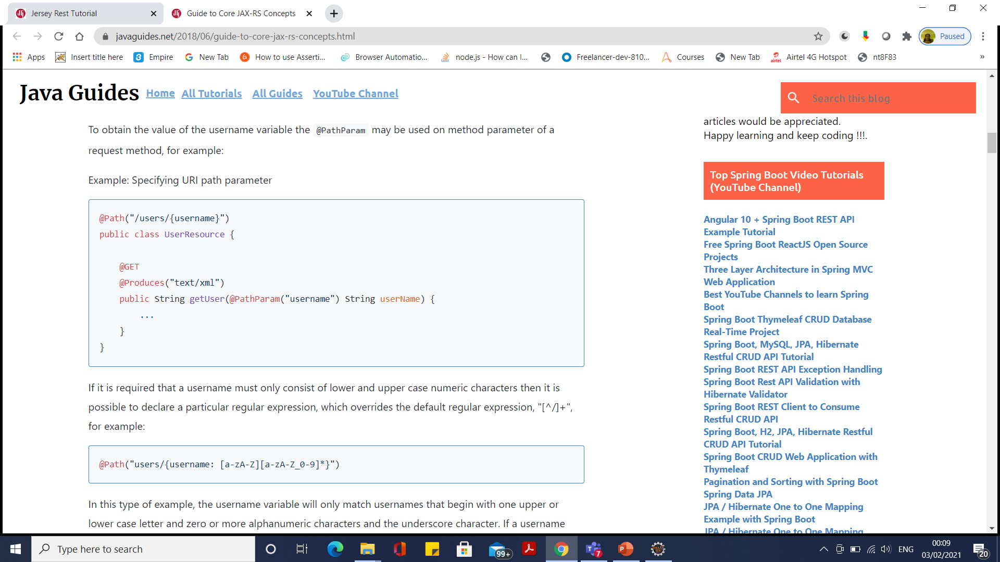 Jersey Rest Tutorial
Guide to Core JAX-RS Concepts
javaguides.net/2018/06/guide-to-core-jax-rs-concepts.html
Paused
Apps
Insert title here
Empire
New Tab
How to use Asserti...
Browser Automatio...
node.js - How can I...
Freelancer-dev-810...
Courses
New Tab
airtel
Airtel 4G Hotspot
nt8F83
»
Java Guides
Home
All Tutorials
All Guides
YouTube Channel
Search this blog
To obtain the value of the username variable the @PathParam may be used on method parameter of a
request method, for example:
Example: Specifying URI path parameter
@Path("/users/{username}")
public class UserResource {
@GET
@Produces("text/xml")
public String getUser(@PathParam("username") String userName) {
...
}
}
If it is required that a username must only consist of lower and upper case numeric characters then it is
possible to declare a particular regular expression, which overrides the default regular expression, "[^/]+",
for example:
@Path("users/{username: [a-zA-Z][a-zA-Z_0-9]*}")
In this type of example, the username variable will only match usernames that begin with one upper or
lower case letter and zero or more alphanumeric characters and the underscore character. If a username
articles would be appreciated.
Happy learning and keep coding !!!.
Top Spring Boot Video Tutorials
(YouTube Channel)
Angular 10 + Spring Boot REST API
Example Tutorial
Free Spring Boot ReactJS Open Source
Projects
Three Layer Architecture in Spring MVC
Web Application
Best YouTube Channels to learn Spring
Boot
Spring Boot Thymeleaf CRUD Database
Real-Time Project
Spring Boot, MySQL, JPA, Hibernate
Restful CRUD API Tutorial
Spring Boot REST API Exception Handling
Spring Boot Rest API Validation with
Hibernate Validator
Spring Boot REST Client to Consume
Restful CRUD API
Spring Boot, H2, JPA, Hibernate Restful
CRUD API Tutorial
Spring Boot CRUD Web Application with
Thymeleaf
Pagination and Sorting with Spring Boot
Spring Data JPA
JPA / Hibernate One to One Mapping
Example with Spring Boot
JPA / Hibernate One to One Mapping
Type here to search
99+
7
ENG
00:09
03/02/2021
20